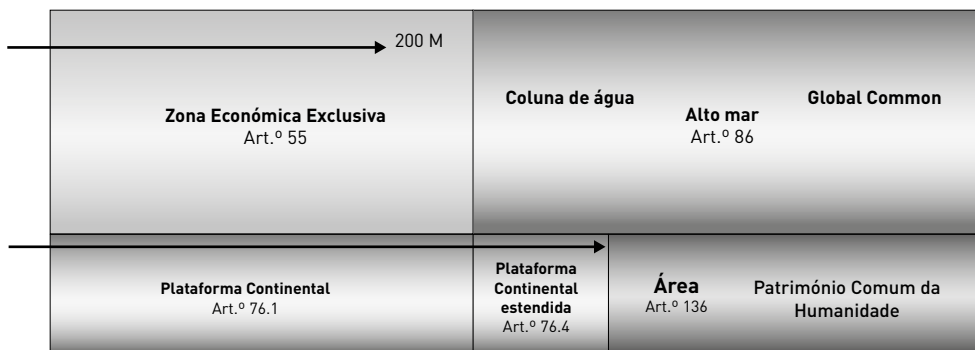 200 M
Zona Económica Exclusiva
Art.º 55
Coluna de água
Alto mar
Art.º 86
Global Common
Plataforma Continental
Art.º 76.1
Plataforma
Continental
estendida
Art.º 76.4
Área
Art.º 136
Património Comum da
Humanidade